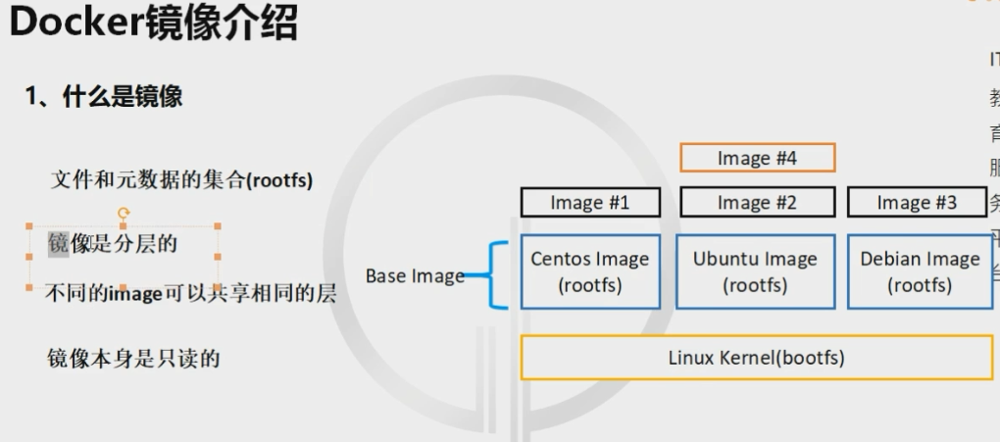 Docker镜像介绍
1、什么是镜像
文件和元数据的集合(rootfs)
镜像是分层的
不同的image可以共享相同的层
镜像本身是只读的
Image #4
Image #1
Image #2
Image #3
Base Image
Centos Image
(rootfs)
Ubuntu Image
(rootfs)
Debian Image
(rootfs)
Linux Kernel(bootfs)
IT
教
育
服
务
平
台